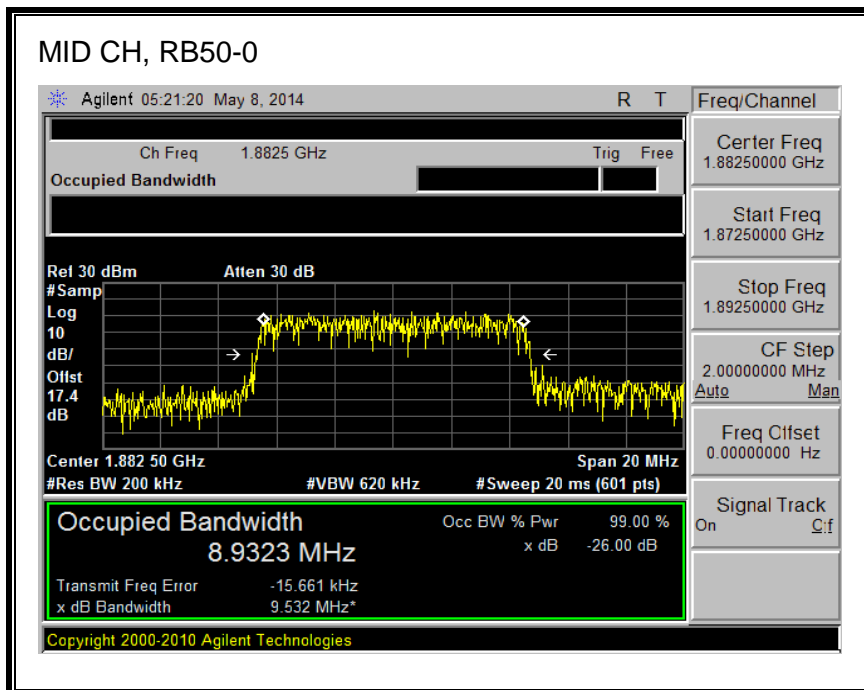 MID CH, RB50-0
Agilent 05:21:20 May 8, 2014 R T Freq/Channel
Ch Freq 1.8825 GHz Trig Free
Occupied Bandwidth
Center Freq
1.88250000 GHz
Start Freq
1.87250000 GHz
Stop Freq
1.89250000 GHz
CF Step
2.00000000 MHz
Auto Man
Freq Offset
0.00000000 Hz
Signal Track
On Off
Ref 30 dBm Atten 30 dB
#Samp
Log
10
dB/
Offst
17.4
dB
Center 1.882 50 GHz Span 20 MHz
#Res BW 200 kHz #VBW 620 kHz #Sweep 20 ms (601 pts)
Occupied Bandwidth Occ BW % Pwr 99.00 %
8.9323 MHz x dB -26.00 dB
Transmit Freq Error -15.661 kHz
x dB Bandwidth 9.532 MHz*
Copyright 2000-2010 Agilent Technologies